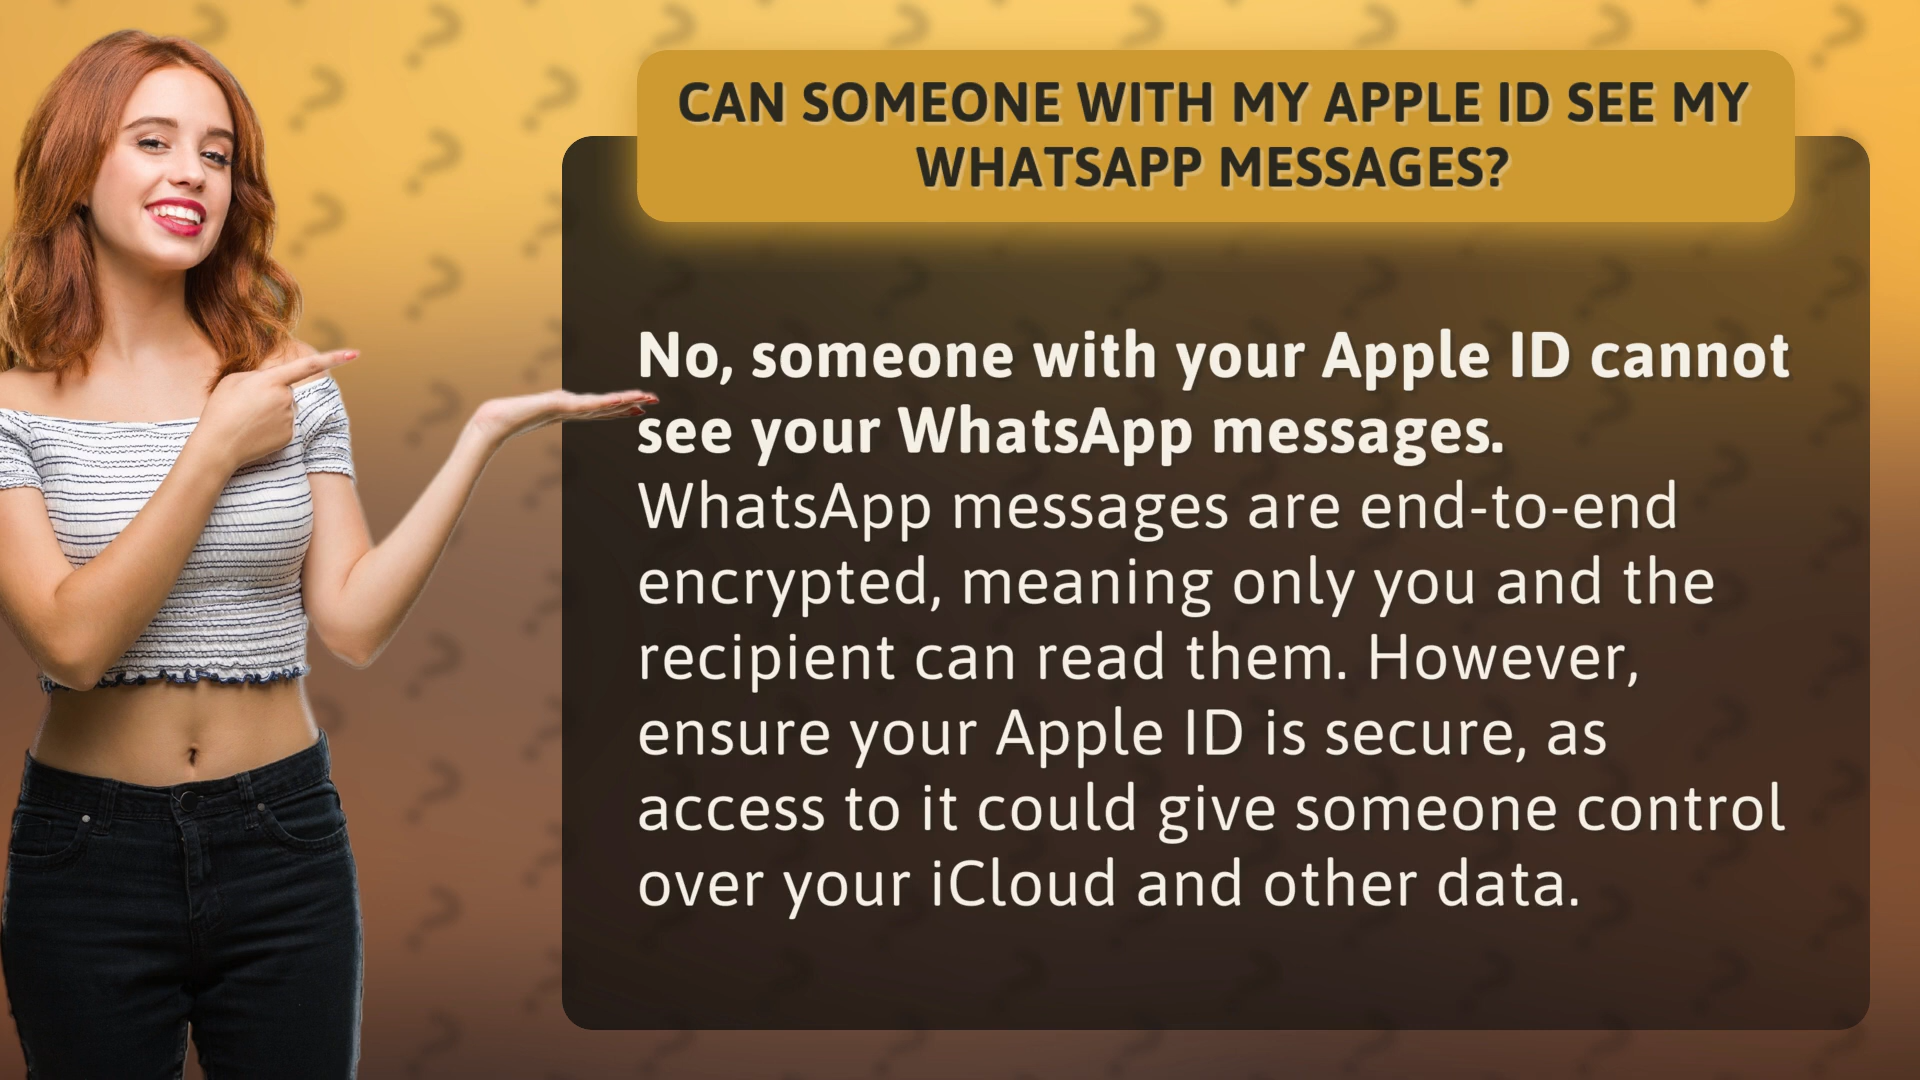 CAN SOMEONE WITH MY APPLE ID SEE MY
WHATSAPP MESSAGES?
No, someone with your Apple ID cannot
see your WhatsApp messages.
WhatsApp messages are end-to-end
encrypted, meaning only you and the
recipient can read them. However,
ensure your Apple ID is secure, as
access to it could give someone control
over your iCloud and other data.